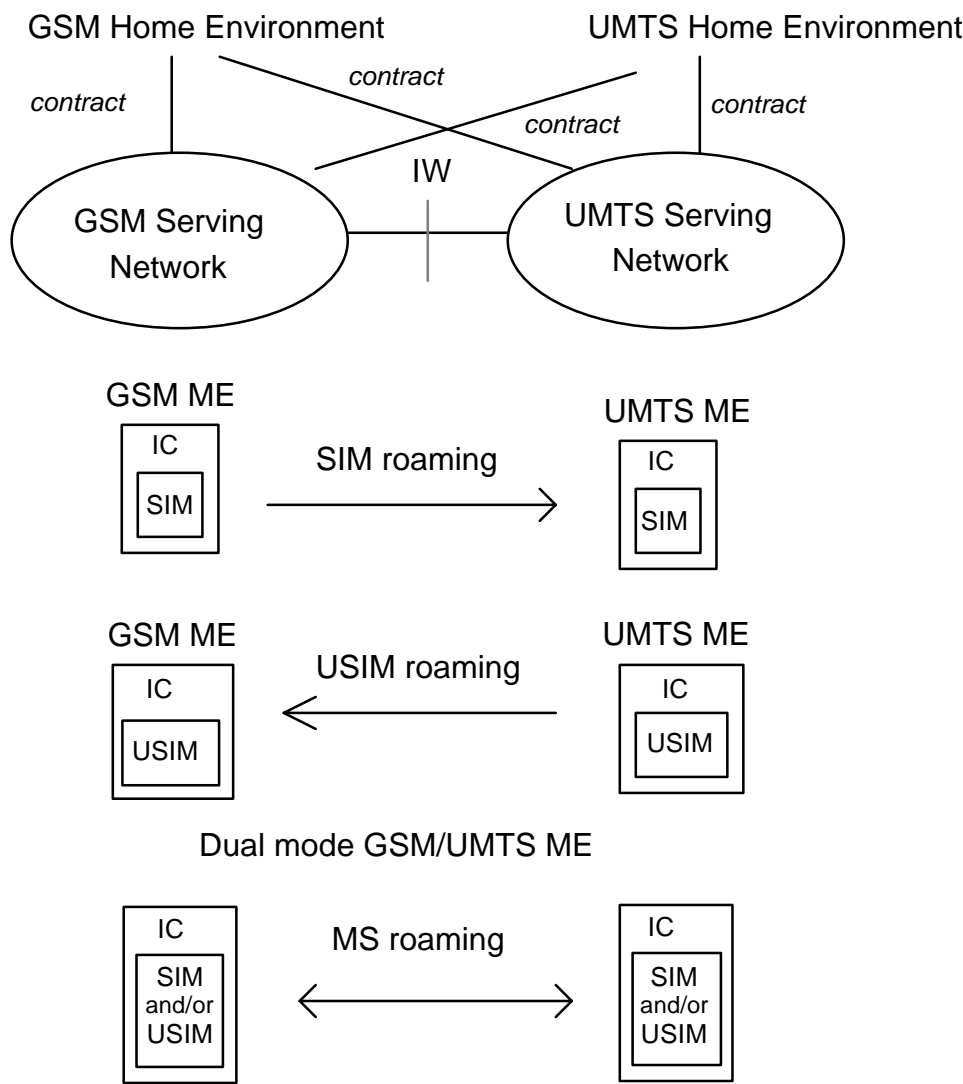 GSM Home Environment
UMTS Home Environment
contract
contract
contract
contract
IW
GSM Serving
Network
UMTS Serving
Network
GSM ME
UMTS ME
IC
SIM
SIM roaming
IC
SIM
GSM ME
UMTS ME
IC
USIM
USIM roaming
IC
USIM
Dual mode GSM/UMTS ME
IC
SIM
and/or
USIM
MS roaming
IC
SIM
and/or
USIM